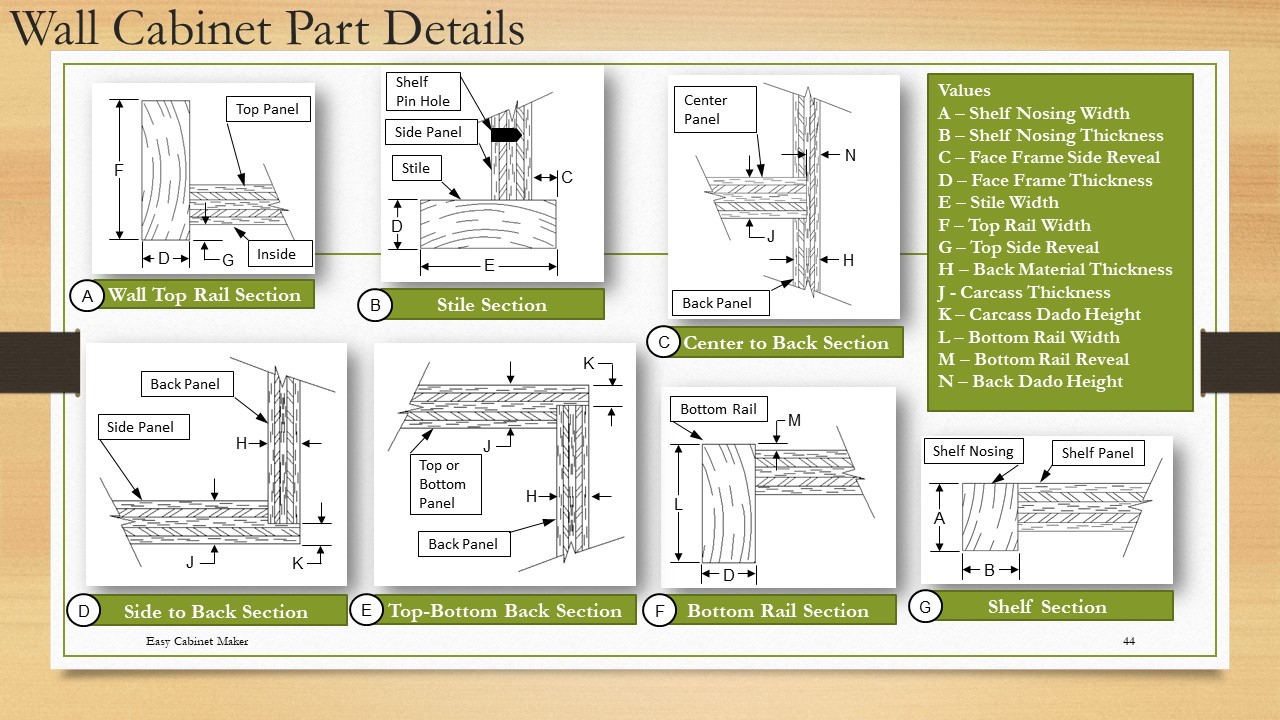 Wall Cabinet Part Details
Top Panel
F
D
G
Inside
A
Wall Top Rail Section
Shelf
Pin Hole
Side Panel
Stile
C
D
E
B
Stile Section
Center
Panel
N
J
H
Back Panel
C
Center to Back Section
Values
A – Shelf Nosing Width
B – Shelf Nosing Thickness
C – Face Frame Side Reveal
D – Face Frame Thickness
E – Stile Width
F – Top Rail Width
G – Top Side Reveal
H – Back Material Thickness
J - Carcass Thickness
K – Carcass Dado Height
L – Bottom Rail Width
M – Bottom Rail Reveal
N – Back Dado Height
Back Panel
Side Panel
H
J
K
D
Side to Back Section
K
J
Top or
Bottom
Panel
H
Back Panel
E
Top-Bottom Back Section
Bottom Rail
M
L
D
F
Bottom Rail Section
Shelf Nosing
Shelf Panel
A
B
G
Shelf Section
Easy Cabinet Maker
44